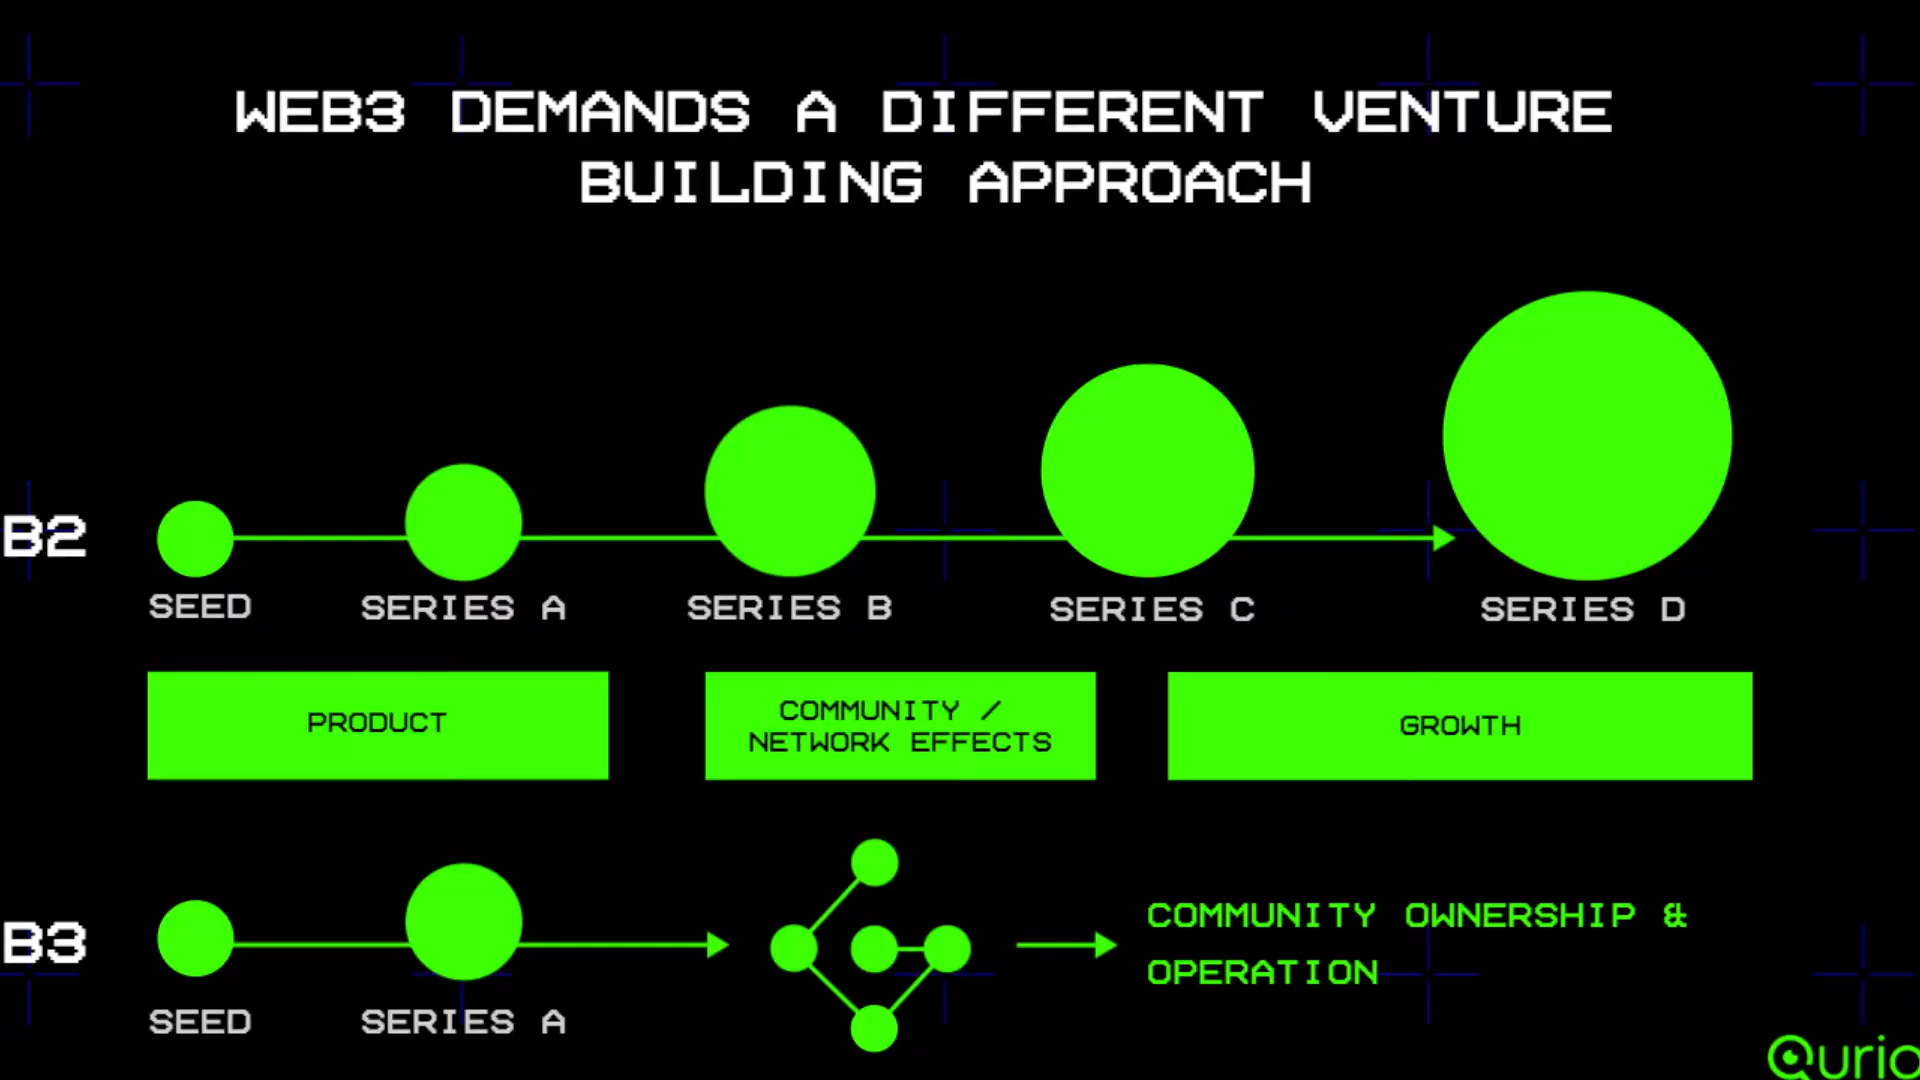 WEB3 DEMANDS A DIFFERENT VENTURE
BUILDING APPROACH
B2
SEED
SERIES A
SERIES B
SERIES C
SERIES D
PRODUCT
COMMUNITY /
NETWORK EFFECTS
GROWTH
B3
SEED
SERIES A
COMMUNITY OWNERSHIP &
OPERATION